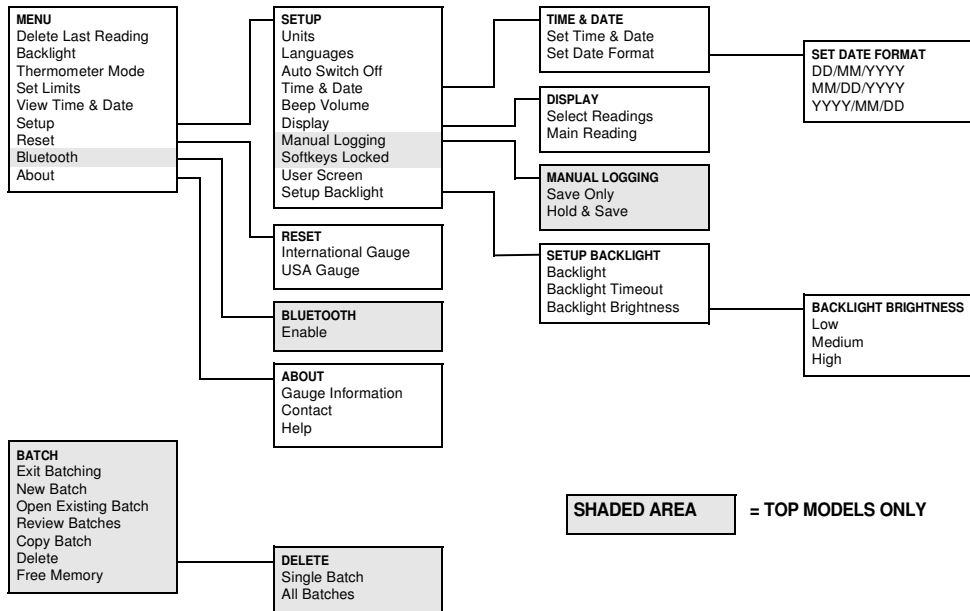 MENU
Delete Last Reading
Backlight
Thermometer Mode
Set Limits
View Time & Date
Setup
Reset
Bluetooth
About
SETUP
Units
Languages
Auto Switch Off
Time & Date
Beep Volume
Display
Manual Logging
Softkeys Locked
User Screen
Setup Backlight
TIME & DATE
Set Time & Date
Set Date Format
SET DATE FORMAT
DD/MM/YYYY
MM/DD/YYYY
YYYY/MM/DD
DISPLAY
Select Readings
Main Reading
MANUAL LOGGING
Save Only
Hold & Save
RESET
International Gauge
USA Gauge
SETUP BACKLIGHT
Backlight
Backlight Timeout
Backlight Brightness
BACKLIGHT BRIGHTNESS
Low
Medium
High
BLUETOOTH
Enable
ABOUT
Gauge Information
Contact
Help
BATCH
Exit Batching
New Batch
Open Existing Batch
Review Batches
Copy Batch
Delete
Free Memory
DELETE
Single Batch
All Batches
SHADED AREA = TOP MODELS ONLY